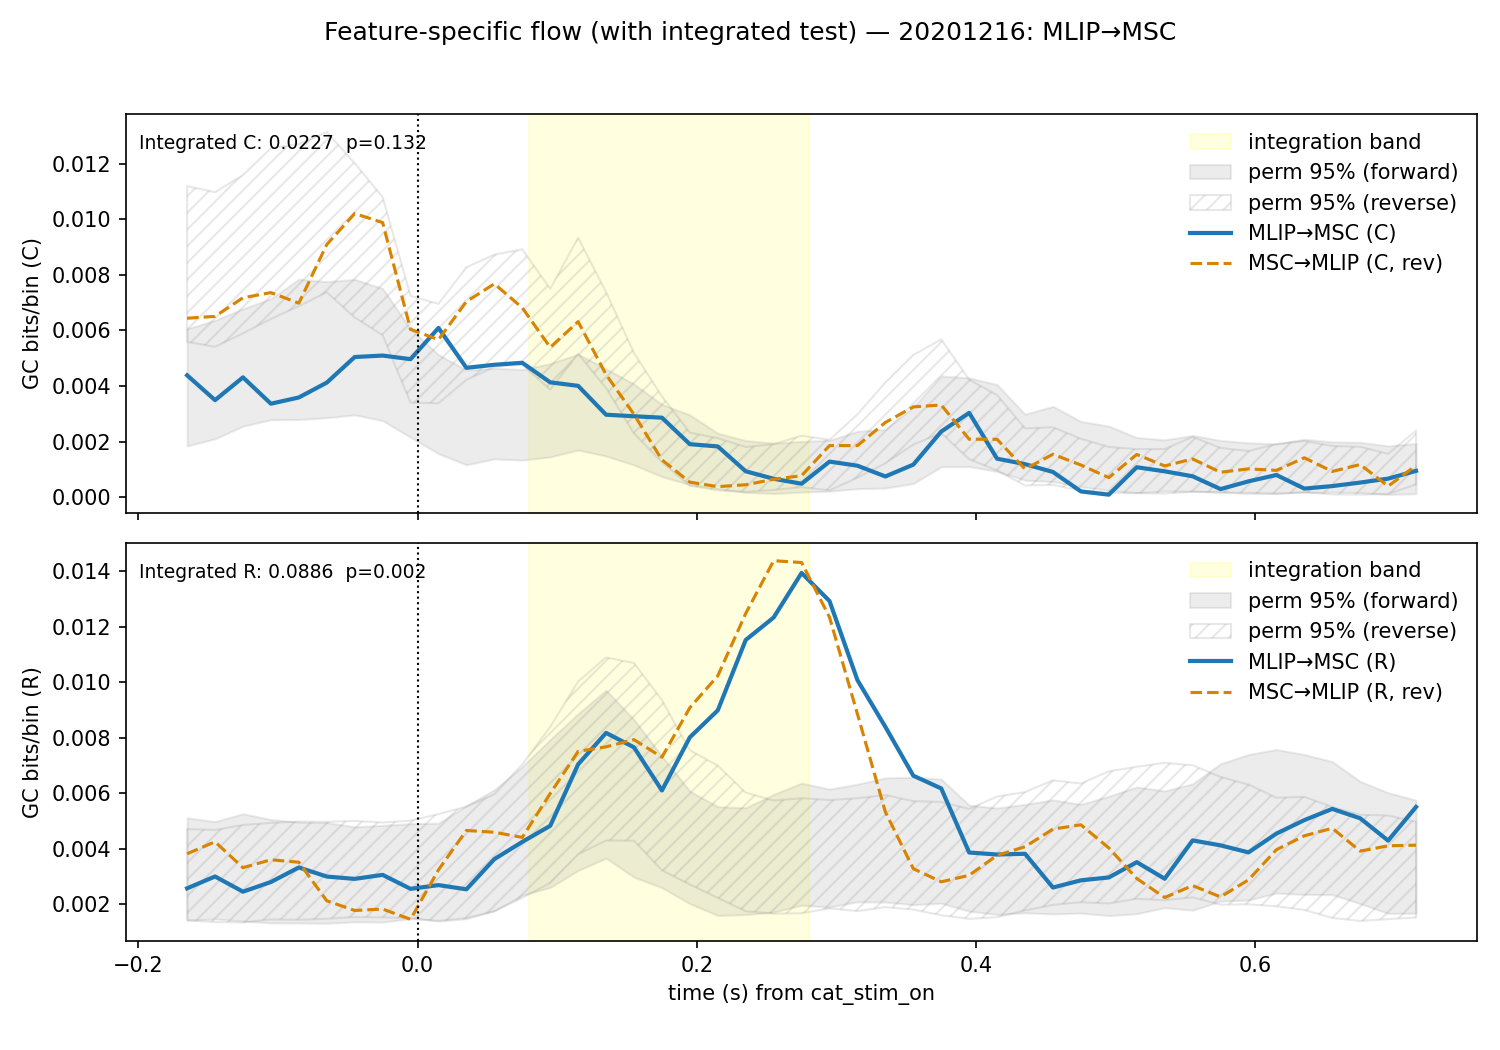 Feature-specific flow (with integrated test) — 20201216: MLIP→MSC
Integrated C: 0.0227  p=0.132
integration band
perm 95% (forward)
perm 95% (reverse)
MLIP→MSC (C)
MSC→MLIP (C, rev)
GC bits/bin (C)
0.012
0.010
0.008
0.006
0.004
0.002
0.000
Integrated R: 0.0886  p=0.002
integration band
perm 95% (forward)
perm 95% (reverse)
MLIP→MSC (R)
MSC→MLIP (R, rev)
GC bits/bin (R)
0.014
0.012
0.010
0.008
0.006
0.004
0.002
−0.2
0.0
0.2
0.4
0.6
time (s) from cat_stim_on